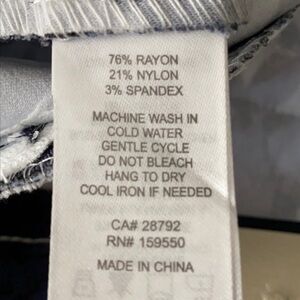 76% RAYON
21% NYLON
3% SPANDEX
MACHINE WASH IN
COLD WATER
GENTLE CYCLE
DO NOT BLEACH
HANG TO DRY
COOL IRON IF NEEDED
CA# 28792
RN# 159550
MADE IN CHINA